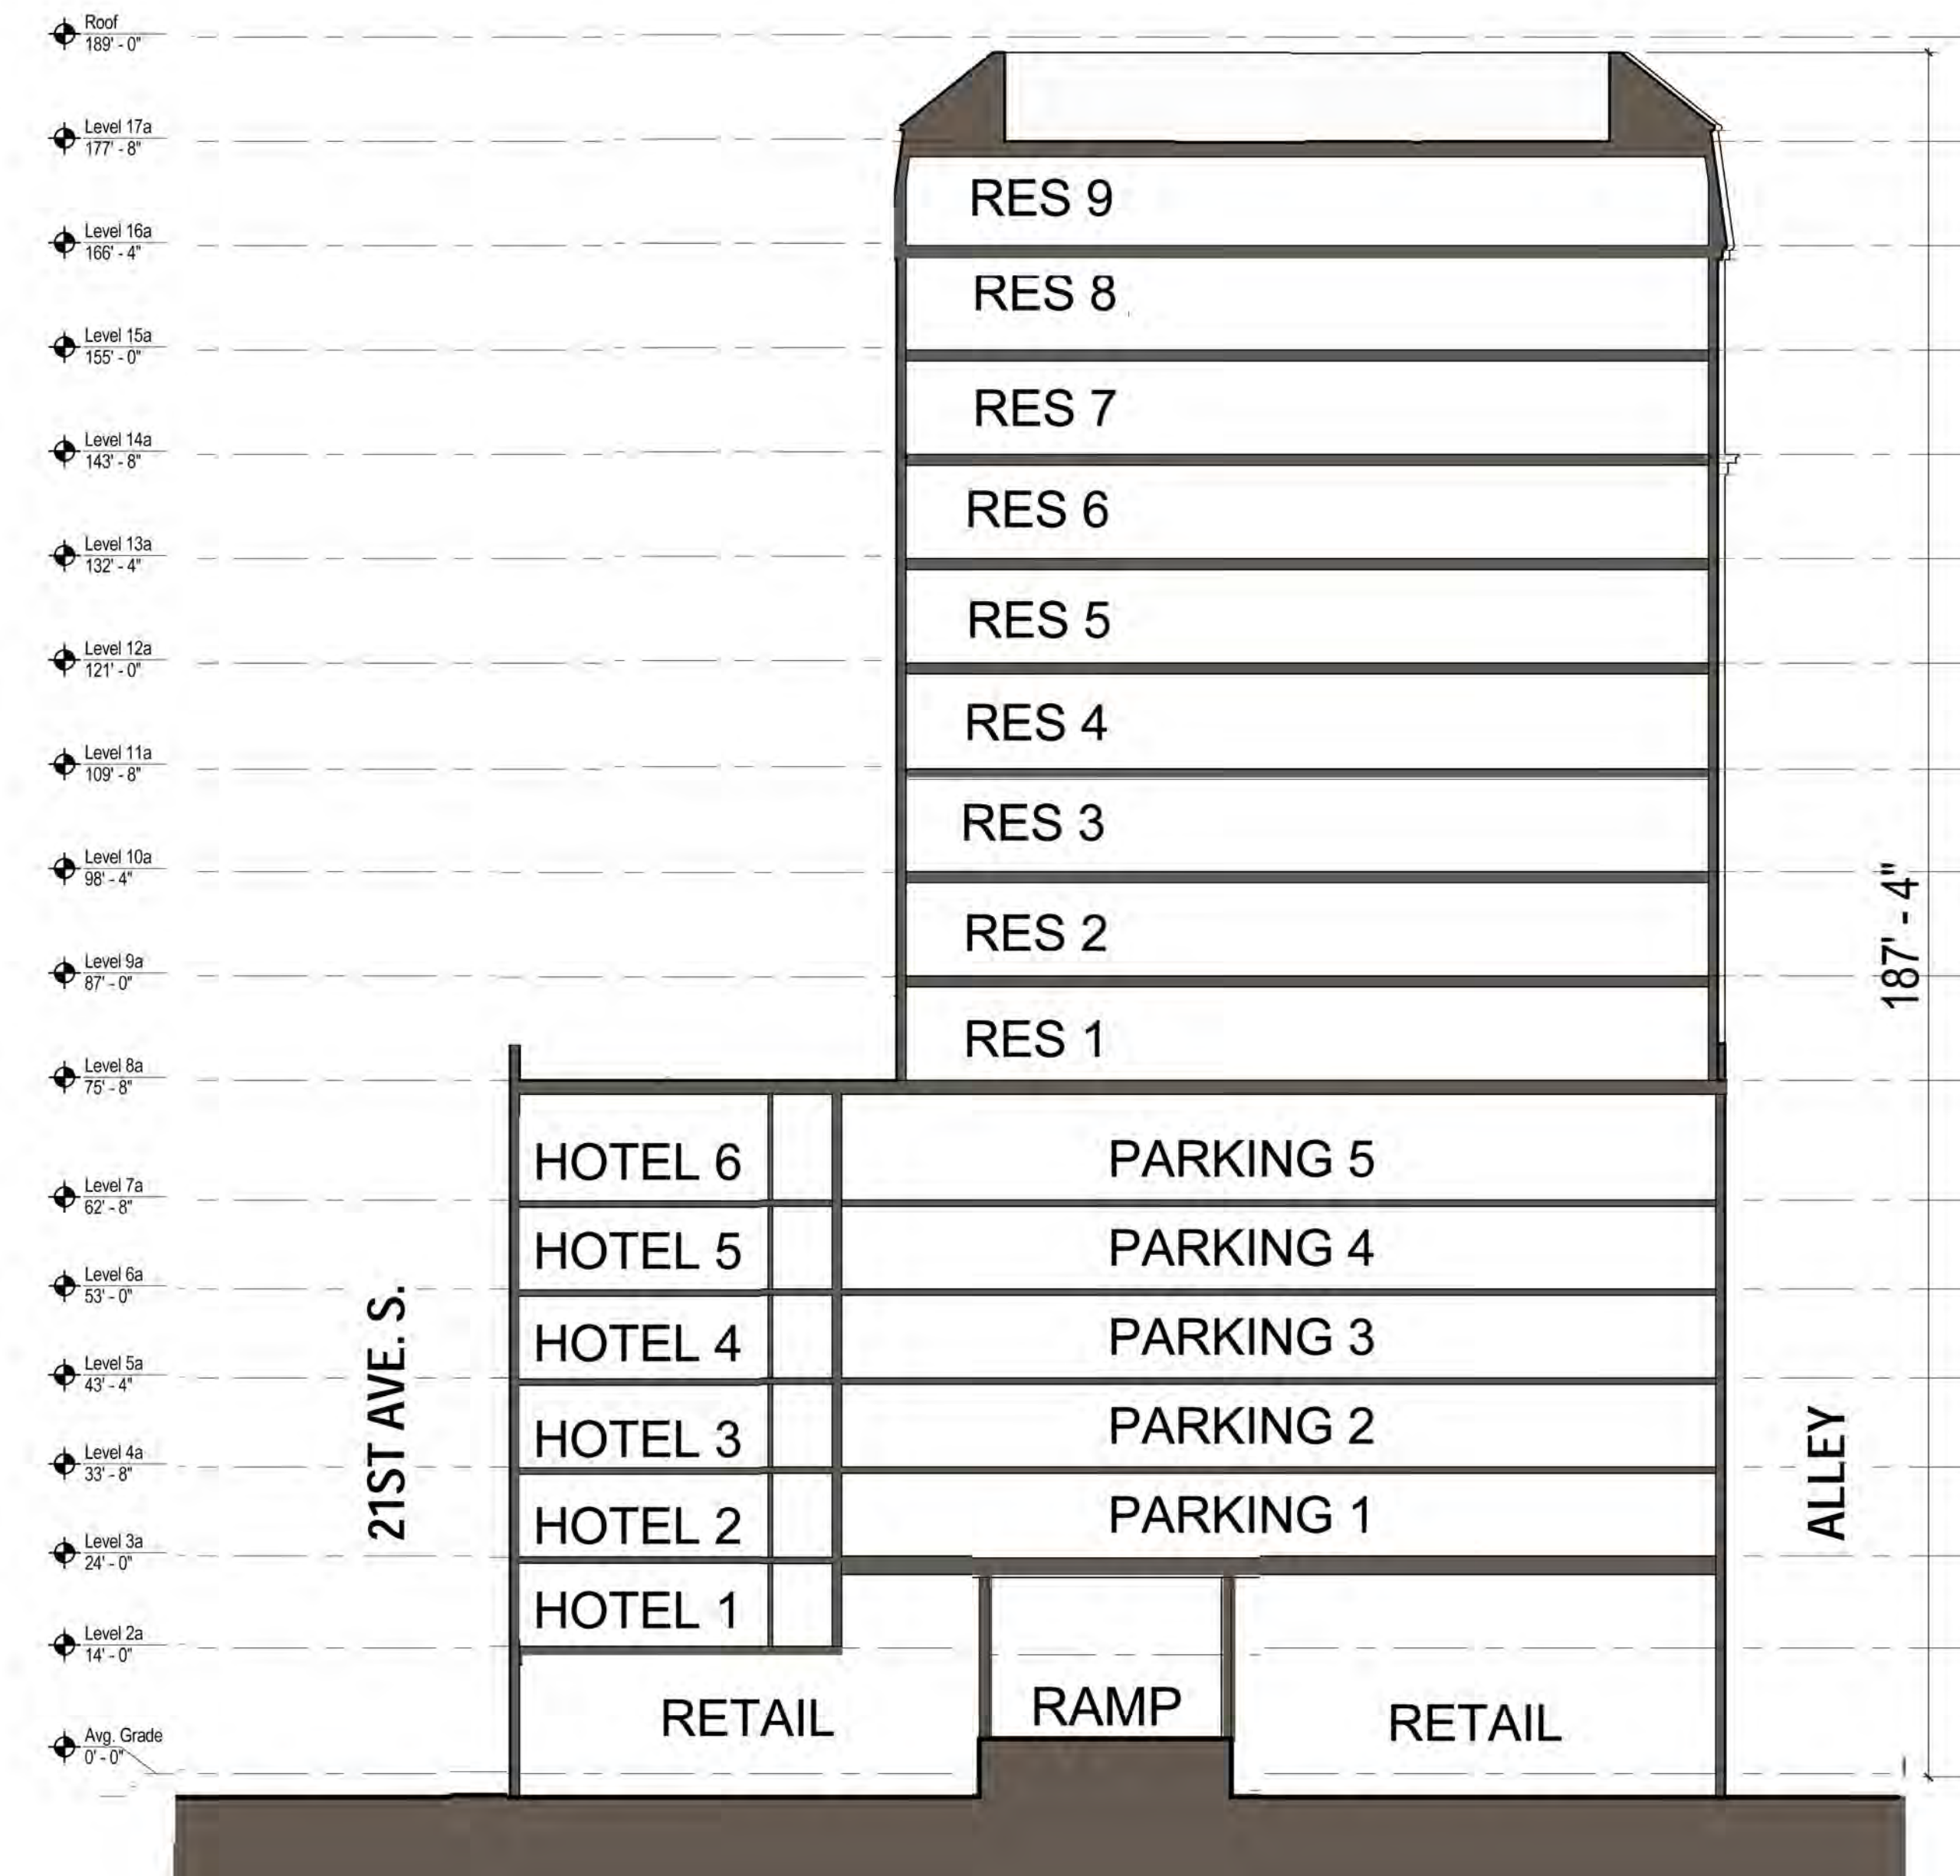 Roof
189' - 0"
Level 17a
177' - 8"
RES 9
Level 16a
166' - 4"
RES 8
Level 15a
155' - 0"
RES 7
Level 14a
143' - 8"
RES 6
Level 13a
132' - 4"
RES 5
Level 12a
121' - 0"
RES 4
Level 11a
109' - 8"
RES 3
Level 10a
98' - 4"
187' - 4"
RES 2
Level 9a
87' - 0"
RES 1
Level 8a
75' - 8"
HOTEL 6
PARKING 5
Level 7a
62' - 8"
HOTEL 5
PARKING 4
Level 6a
53' - 0"
HOTEL 4
PARKING 3
Level 5a
43' - 4"
21ST AVE. S.
HOTEL 3
PARKING 2
ALLEY
Level 4a
33' - 8"
HOTEL 2
PARKING 1
Level 3a
24' - 0"
HOTEL 1
Level 2a
14' - 0"
RETAIL
RAMP
RETAIL
Avg. Grade
0' - 0"